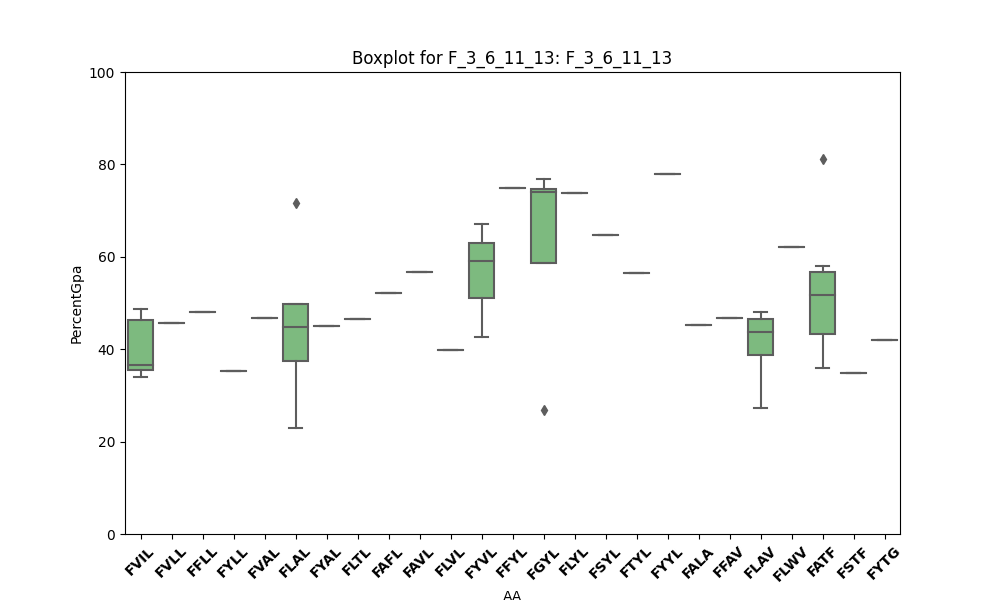 Boxplot for F_3_6_11_13: F_3_6_11_13
100
80
60
40
20
0
PercentGpa
FVIL FVLL FFLL FYLL FVAL FLAL FYAL FLTL FAFL FAVL FLVL FYVL FFYL FGYL FLYL FSYL FTYL FYYL FALA FFAV FLAV FLWV FATF FSTF FYTG
AA